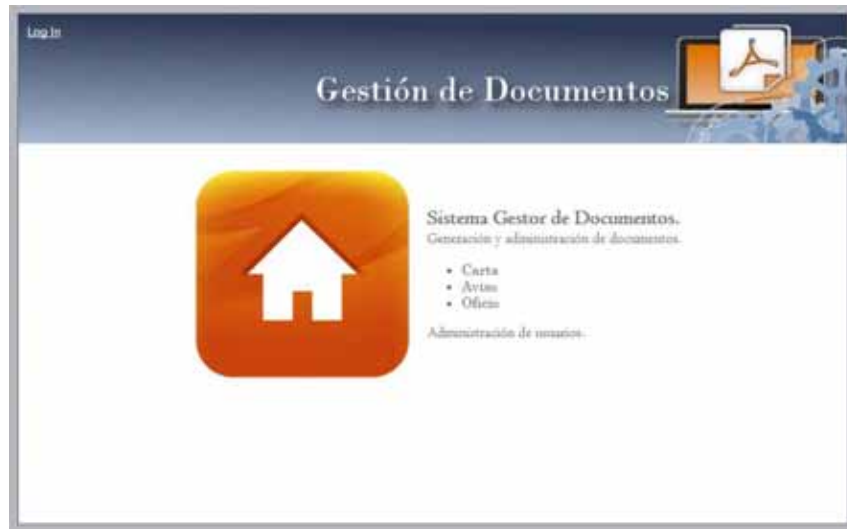 Log In
Gestión de Documentos
Sistema Gestor de Documentos.
Generación y administración de documentos.
Carta
Aviso
Oficio
Administración de usuarios.